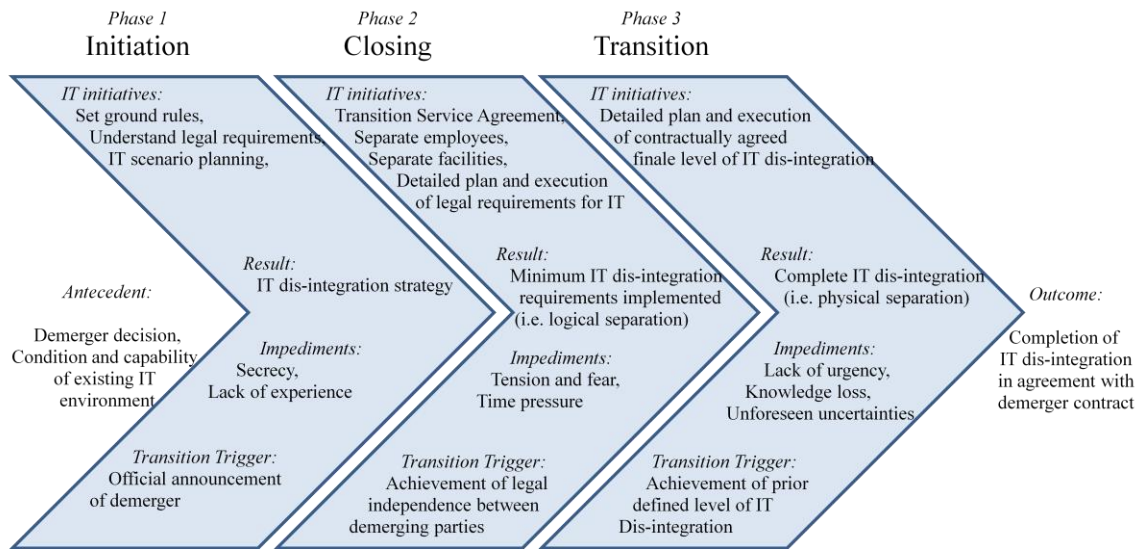 Phase 1
Initiation
Phase 2
Closing
Phase 3
Transition
Antecedent:
Demerger decision,
Condition and capability
of existing IT
environment
IT initiatives:
Set ground rules,
Understand legal requirements,
IT scenario planning,
Result:
IT dis-integration strategy
Impediments:
Secrecy,
Lack of experience
Transition Trigger:
Official announcement
of demerger
IT initiatives:
Transition Service Agreement,
Separate employees,
Separate facilities,
Detailed plan and execution
of legal requirements for IT
Result:
Minimum IT dis-integration
requirements implemented
(i.e. logical separation)
Impediments:
Tension and fear,
Time pressure
Transition Trigger:
Achievement of legal
independence between
demerging parties
IT initiatives:
Detailed plan and execution
of contractually agreed
finale level of IT dis-integration
Result:
Complete IT dis-integration
(i.e. physical separation)
Impediments:
Lack of urgency,
Knowledge loss,
Unforeseen uncertainties
Transition Trigger:
Achievement of prior
defined level of IT
Dis-integration
Outcome:
Completion of
IT dis-integration
in agreement with
demerger contract